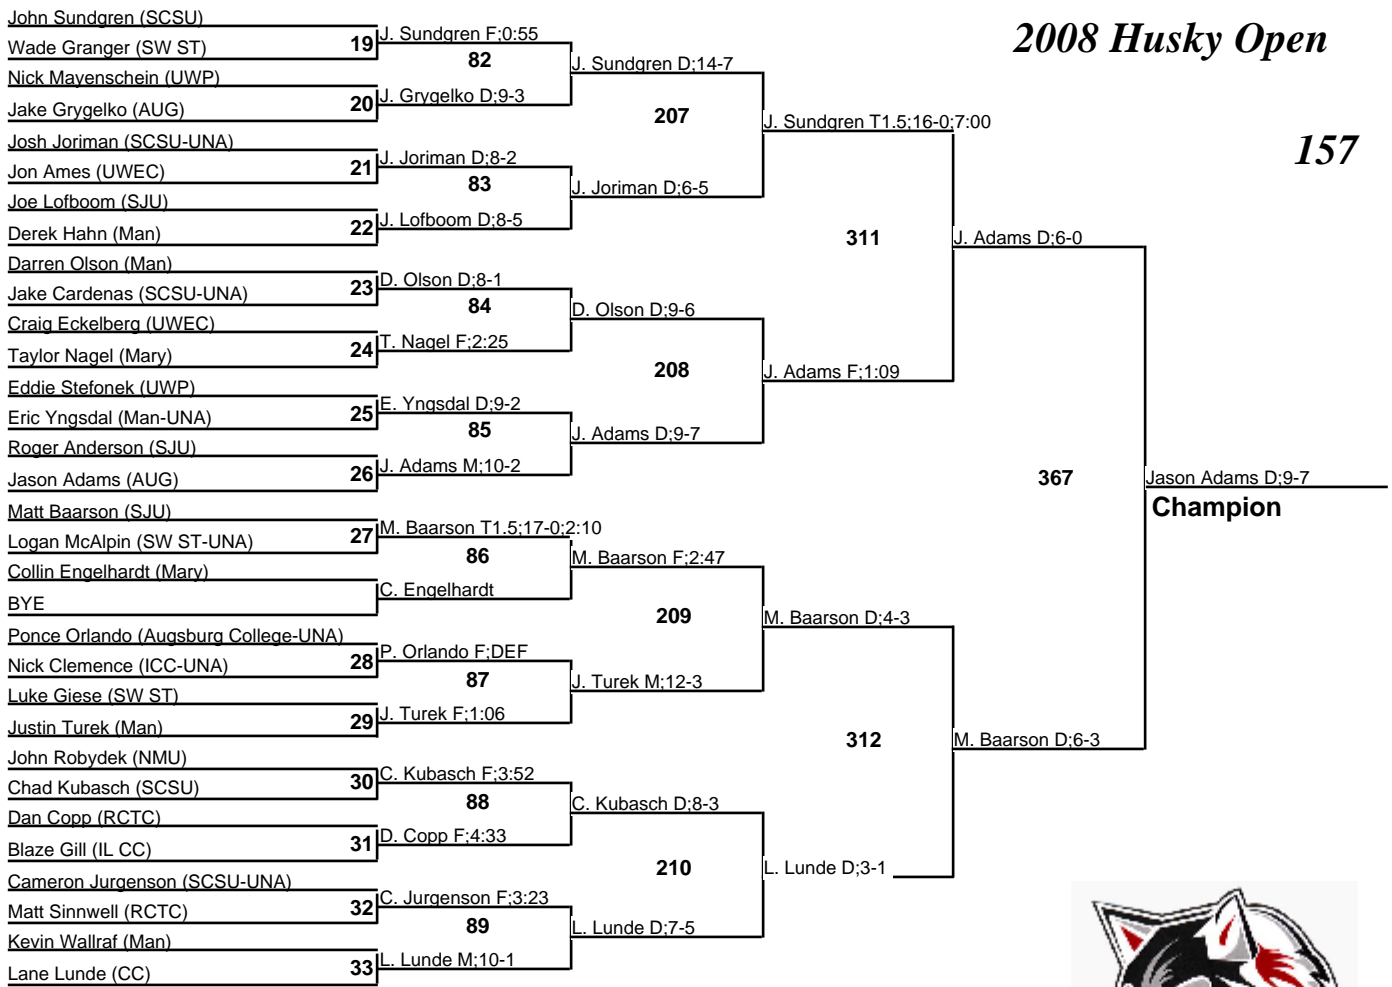 2008 Husky Open
157
John Sundgren (SCSU)
Wade Granger (SW ST)
Nick Mayenschein (UWP)
Jake Grygelko (AUG)
Josh Joriman (SCSU-UNA)
Jon Ames (UWEC)
Joe Lofboom (SJU)
Derek Hahn (Man)
Darren Olson (Man)
Jake Cardenas (SCSU-UNA)
Craig Eckelberg (UWEC)
Taylor Nagel (Mary)
Eddie Stefonek (UWP)
Eric Yngsdal (Man-UNA)
Roger Anderson (SJU)
Jason Adams (AUG)
Matt Baarson (SJU)
Logan McAlpin (SW ST-UNA)
Collin Engelhardt (Mary)
BYE
Ponce Orlando (Augsburg College-UNA)
Nick Clemence (ICC-UNA)
Luke Giese (SW ST)
Justin Turek (Man)
John Robydek (NMU)
Chad Kubasch (SCSU)
Dan Copp (RCTC)
Blaze Gill (IL CC)
Cameron Jurgenson (SCSU-UNA)
Matt Sinnwell (RCTC)
Kevin Wallraf (Man)
Lane Lunde (CC)
19
20
21
22
23
24
25
26
27
28
29
30
31
32
33
J. Sundgren F;0:55
J. Grygelko D;9-3
J. Joriman D;8-2
J. Lofboom D;8-5
D. Olson D;8-1
T. Nagel F;2:25
E. Yngsdal D;9-2
J. Adams M;10-2
M. Baarson T1.5;17-0;2:10
C. Engelhardt
P. Orlando F;DEF
J. Turek F;1:06
C. Kubasch F;3:52
D. Copp F;4:33
C. Jurgenson F;3:23
L. Lunde M;10-1
82
83
84
85
86
87
88
89
J. Sundgren D;14-7
J. Joriman D;6-5
D. Olson D;9-6
J. Adams D;9-7
M. Baarson F;2:47
J. Turek M;12-3
C. Kubasch D;8-3
L. Lunde D;7-5
207
208
209
210
J. Sundgren T1.5;16-0;7:00
J. Adams F;1:09
M. Baarson D;4-3
L. Lunde D;3-1
311
312
J. Adams D;6-0
M. Baarson D;6-3
367
Jason Adams D;9-7
Champion